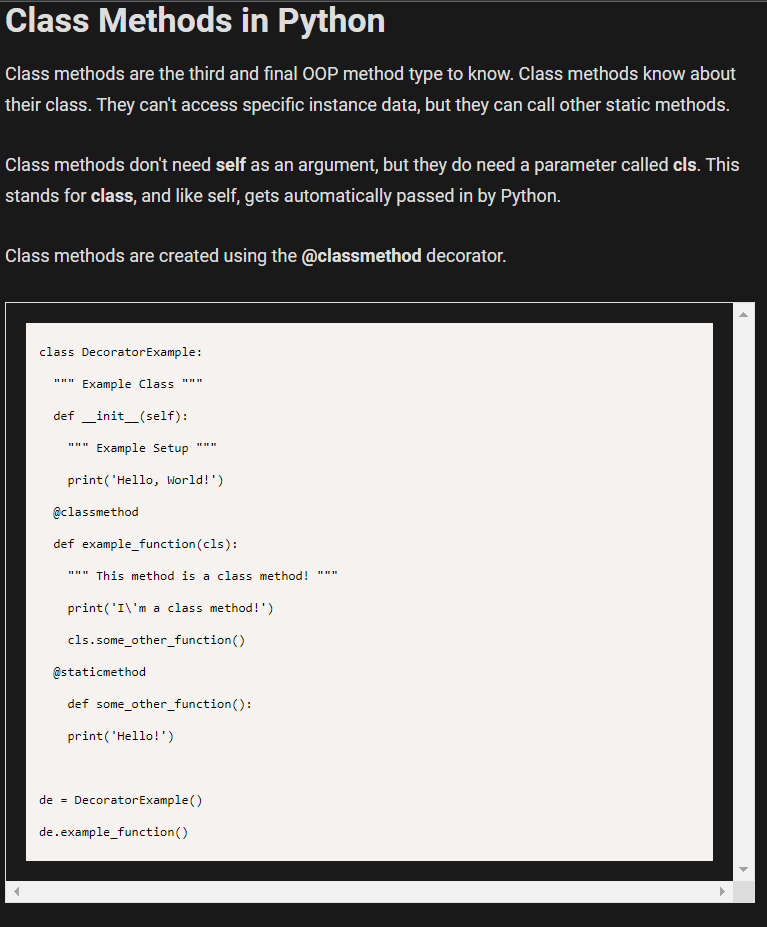 Class Methods in Python
Class methods are the third and final OOP method type to know. Class methods know about
their class. They can't access specific instance data, but they can call other static methods.
Class methods don't need self as an argument, but they do need a parameter called cls. This
stands for class, and like self, gets automatically passed in by Python.
Class methods are created using the @classmethod decorator.
class DecoratorExample:
  """ Example Class """
  def __init__(self):
    """ Example Setup """
    print('Hello, World!')
  @classmethod
  def example_function(cls):
    """ This method is a class method! """
    print('I\'m a class method!')
    cls.some_other_function()
  @staticmethod
    def some_other_function():
    print('Hello!')
de = DecoratorExample()
de.example_function()